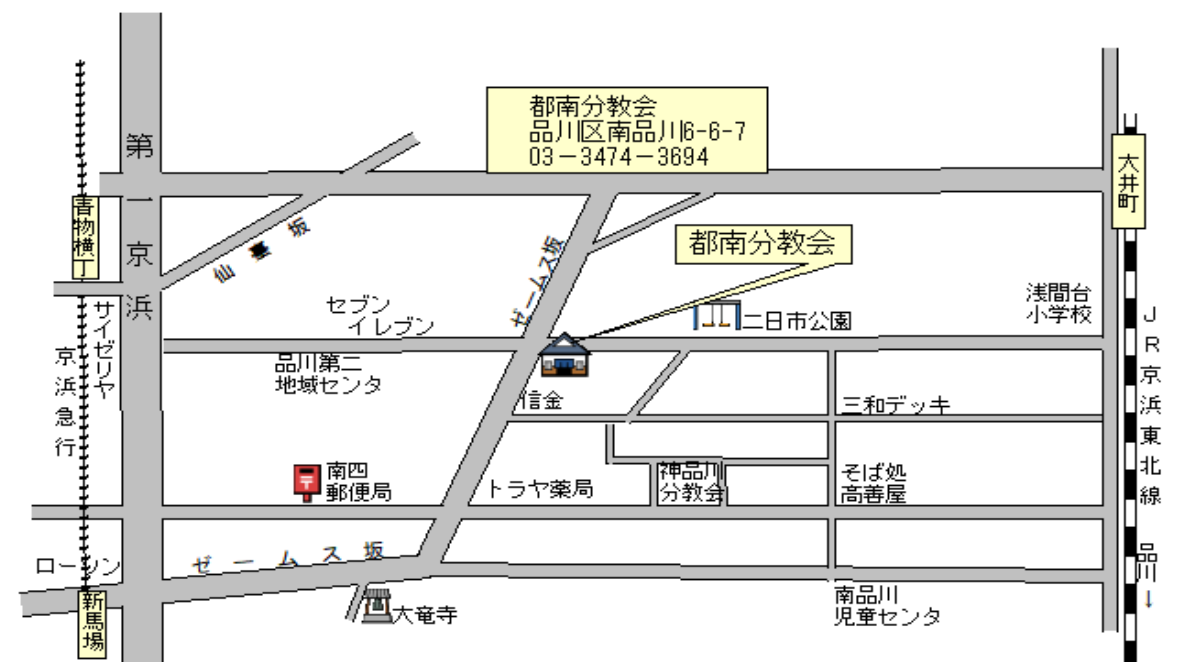 都南分教会
品川区南品川6-6-7
03－3474－3694
大井町
第一京浜
青物横丁
仙臺坂
ゼームス坂
都南分教会
二日市公園
浅間台
小学校
セブン
イレブン
サイゼリヤ
京浜急行
品川第二
地域センタ
信金
三和デッキ
JR京浜東北線
南四
郵便局
トラヤ薬局
神品川
分教会
そば処
高善屋
ローソン
ゼームス坂
新馬場
大竜寺
南品川
児童センタ
品川↓